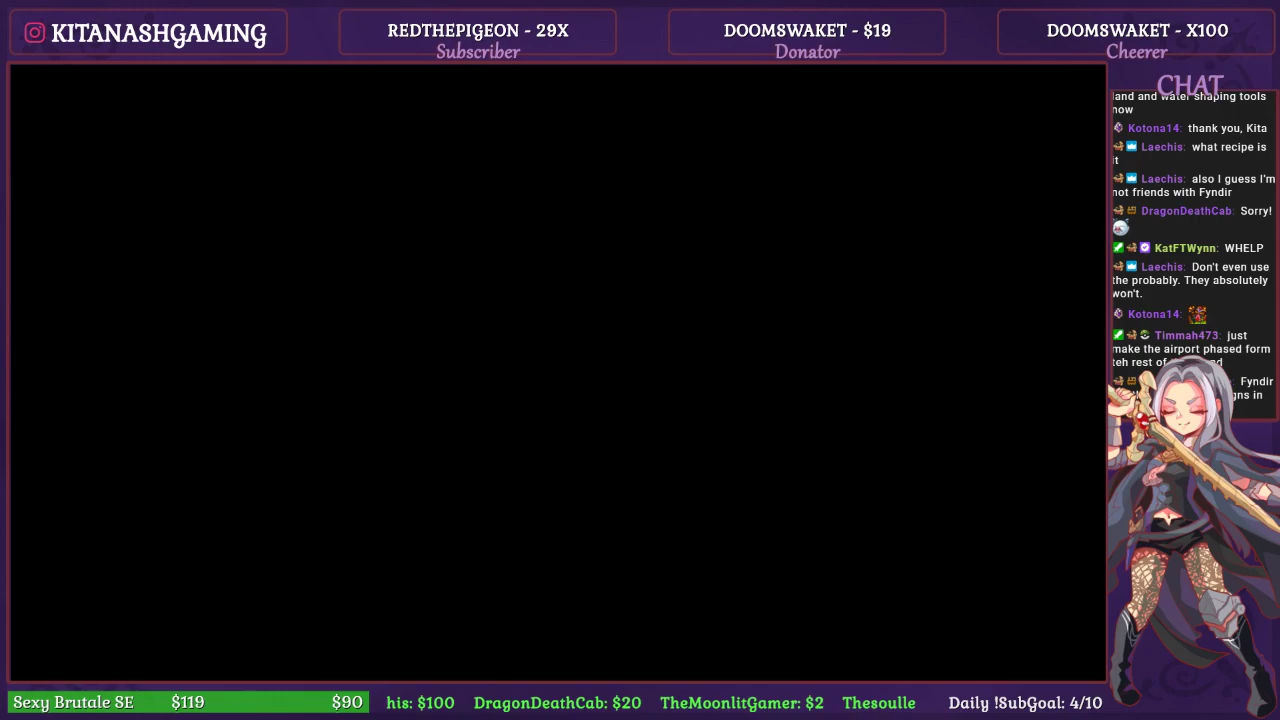 KITANASHGAMING
REDTHEPIGEON - 29X
Subscriber
DOOMSWAKET - $19
Donator
DOOMSWAKET - X100
Cheerer
CHAT
land and water shaping tools
now
Kotona14: thank you, Kita
Laechis: what recipe is
it
Laechis: also I guess I'm
not friends with Fyndir
DragonDeathCab: Sorry!
KatFTWynn: WHELP
Laechis: Don't even use
the probably. They absolutely
won't.
Kotona14:
Timmah473: just
make the airport phased form
teh rest of
Fyndir
in
Sexy Brutale SE $119 $90
his: $100 DragonDeathCab: $20 TheMoonlitGamer: $2 Thesoulle
Daily !SubGoal: 4/10